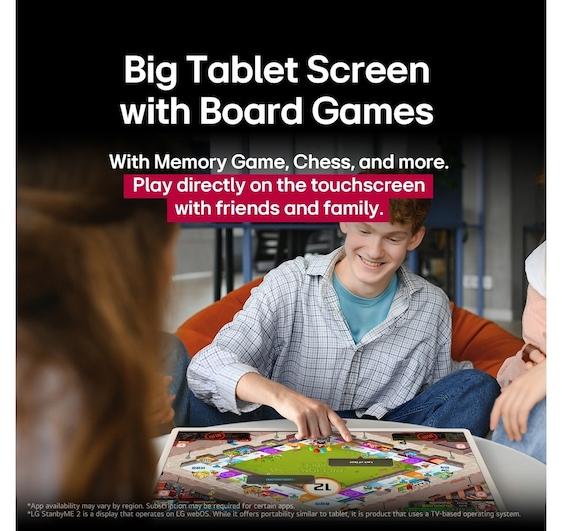 Big Tablet Screen
with Board Games
With Memory Game, Chess, and more.
Play directly on the touchscreen
with friends and family.
12
*App availability may vary by region. Subscription may be required for certain apps.
*LG StanbyME 2 is a display that operates on LG webOS. While it offers portability similar to tablet, it is product that uses a TV-based operating system.